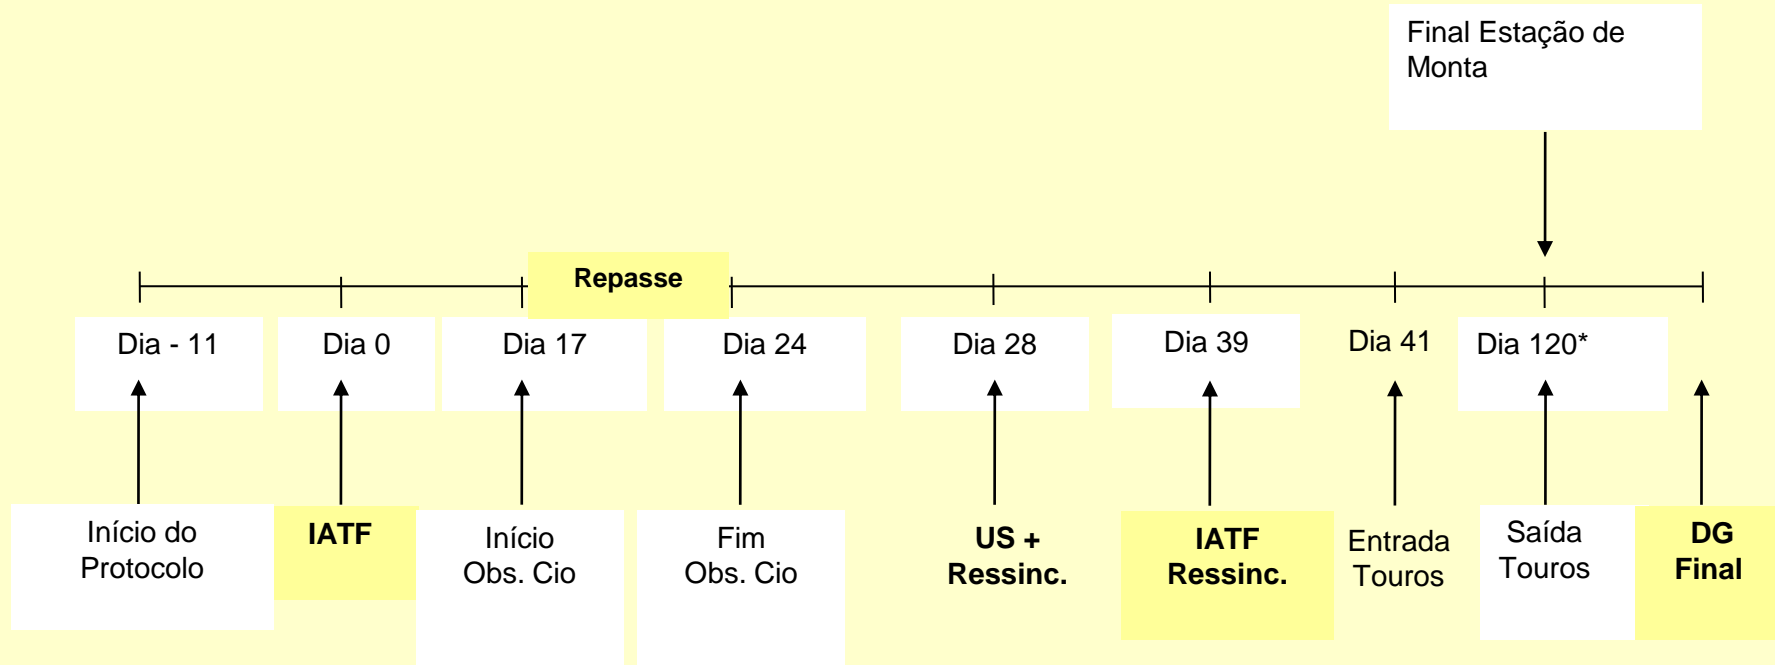 Final Estação de
Monta
Repasse
Dia - 11
Dia 0
Dia 17
Dia 24
Dia 28
Dia 39
Dia 41
Dia 120*
Início do
Protocolo
IATF
Início
Obs. Cio
Fim
Obs. Cio
US +
Ressinc.
IATF
Ressinc.
Entrada
Touros
Saída
Touros
DG
Final